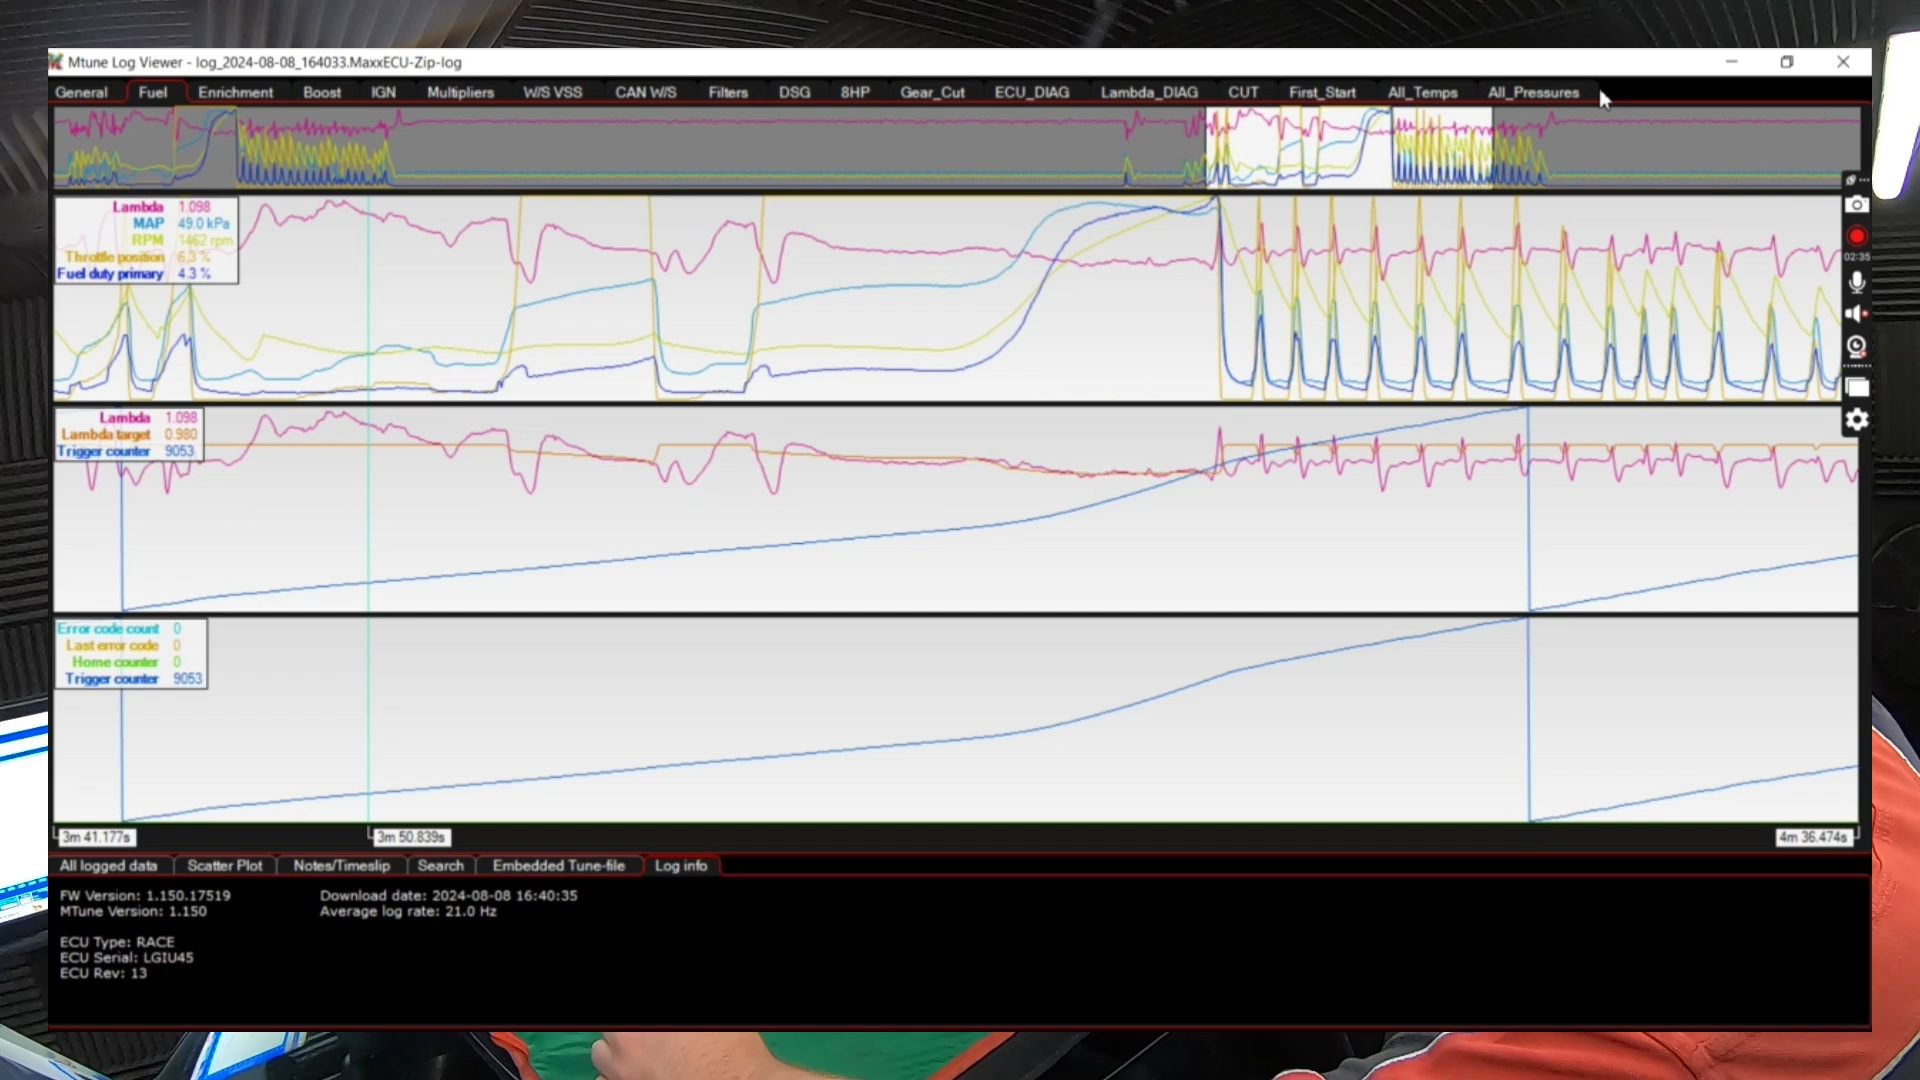 Mtune Log Viewer - log_2024-08-08_164033.MaxxECU-Zip-log
General Fuel Enrichment Boost IGN Multipliers W/S VSS CAN W/S Filters DSG 8HP Gear_Cut ECU_DIAG Lambda_DIAG CUT First_Start All_Temps All_Pressures
Lambda 1.098
MAP 49.0 kPa
RPM 1462 rpm
Throttle position 6.3 %
Fuel duty primary 4.3 %
02:35
Lambda 1.098
Lambda target 0.980
Trigger counter 9053
Error code count 0
Last error code 0
Home counter 0
Trigger counter 9053
3m 41.177s 3m 50.839s 4m 36.474s
All logged data Scatter Plot Notes/Timeslip Search Embedded Tune-file Log info
FW Version: 1.150.17519 Download date: 2024-08-08 16:40:35
MTune Version: 1.150 Average log rate: 21.0 Hz
ECU Type: RACE
ECU Serial: LGIU45
ECU Rev: 13